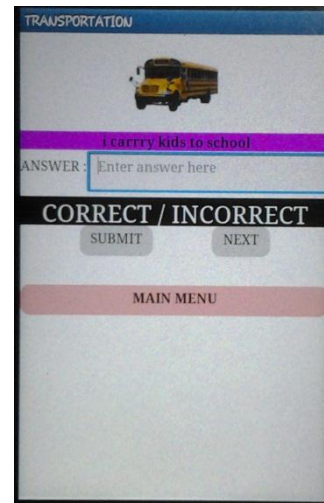 TRANSPORTATION
i carrry kids to school
ANSWER : Enter answer here
CORRECT / INCORRECT
SUBMIT NEXT
MAIN MENU